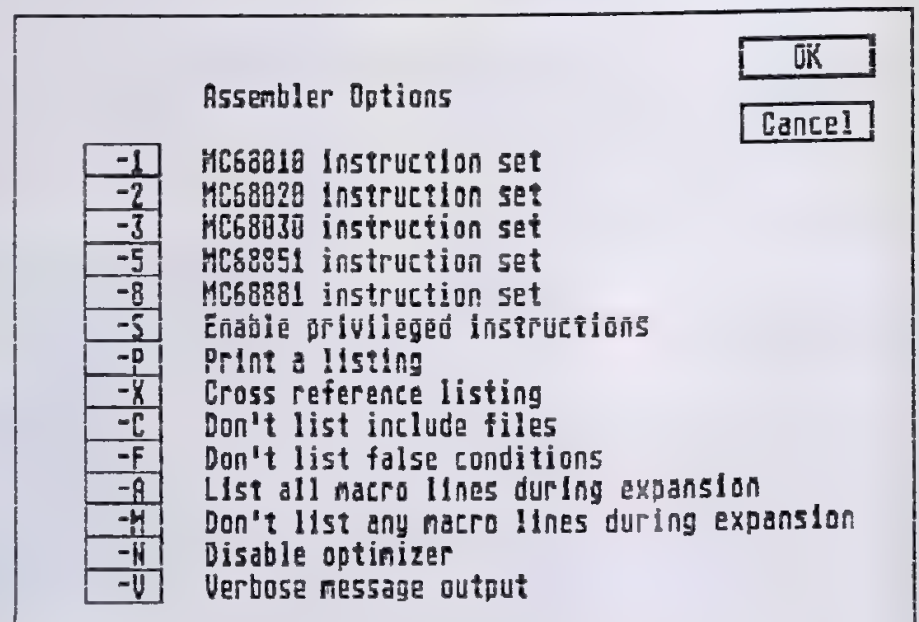 OK
Assembler Options
Cancel
-1 MC68010 instruction set
-2 MC68020 instruction set
-3 MC68030 instruction set
-5 MC68851 instruction set
-8 MC68881 instruction set
-S Enable privileged instructions
-P Print a listing
-X Cross reference listing
-C Don't list include files
-F Don't list false conditions
-A List all macro lines during expansion
-M Don't list any macro lines during expansion
-N Disable optimizer
-V Verbose message output